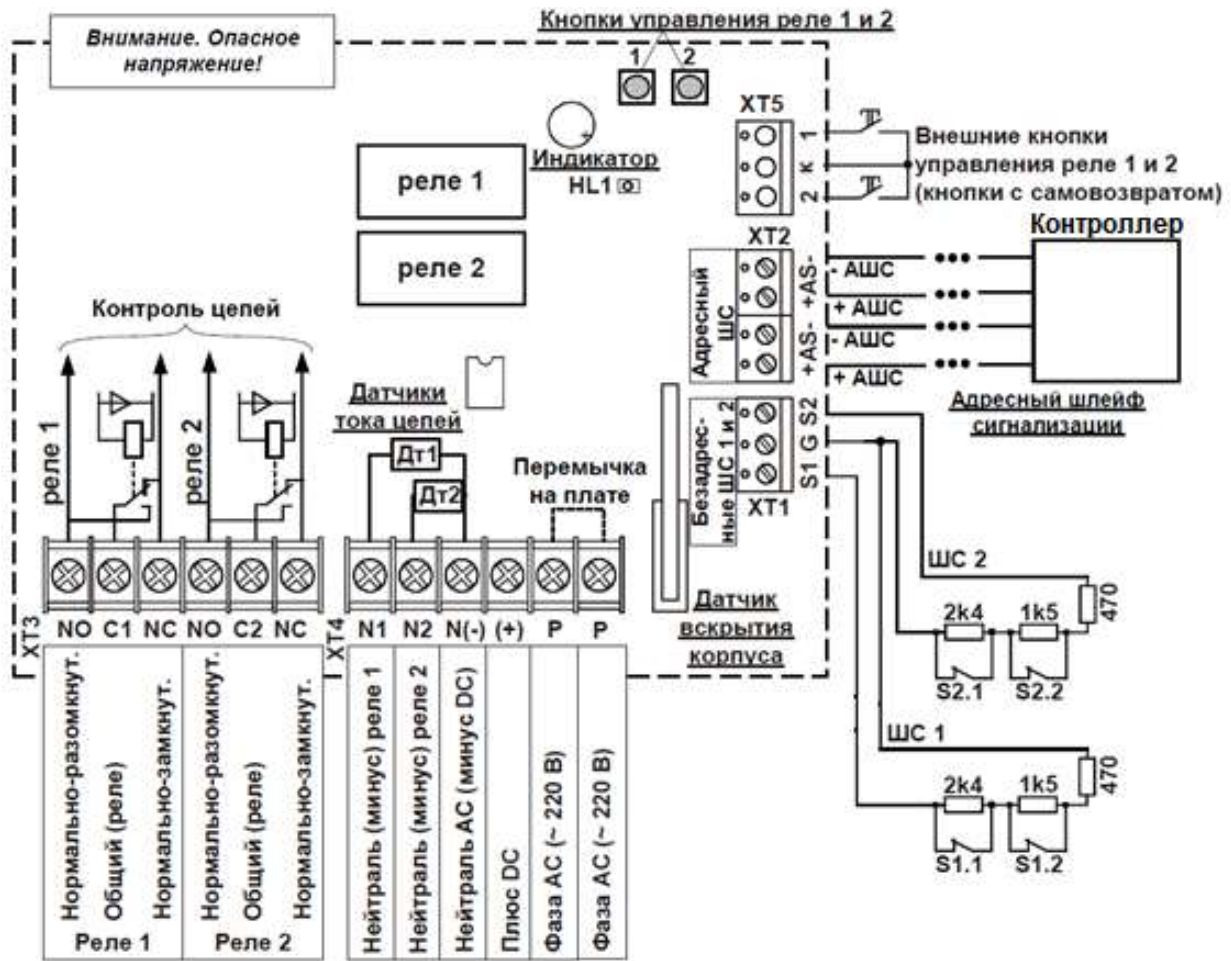 Кнопки управления реле 1 и 2
Внимание. Опасное
напряжение!
1
2
XT5
1
К
2
Внешние кнопки
управления реле 1 и 2
(кнопки с самовозвратом)
Индикатор
HL1
реле 1
реле 2
XT2
Адресный
ШС
+AS-
+AS-
- АШС
+ АШС
- АШС
+ АШС
Контроллер
Адресный шлейф
сигнализации
Контроль цепей
реле 1
реле 2
Датчики
тока цепей
Дт1
Дт2
Перемычка
на плате
Безадрес-
ные ШС 1 и 2
S1 G S2
XT1
Датчик
вскрытия
корпуса
ШС 2
2k4
1k5
470
S2.1
S2.2
ШС 1
2k4
1k5
470
S1.1
S1.2
XT3
NO C1 NC NO C2 NC
XT4
N1 N2 N(-) (+) P P
Нормально-разомкнут.
Общий (реле)
Нормально-замкнут.
Нормально-разомкнут.
Общий (реле)
Нормально-замкнут.
Реле 1
Реле 2
Нейтраль (минус) реле 1
Нейтраль (минус) реле 2
Нейтраль AC (минус DC)
Плюс DC
Фаза AC (~ 220 В)
Фаза AC (~ 220 В)